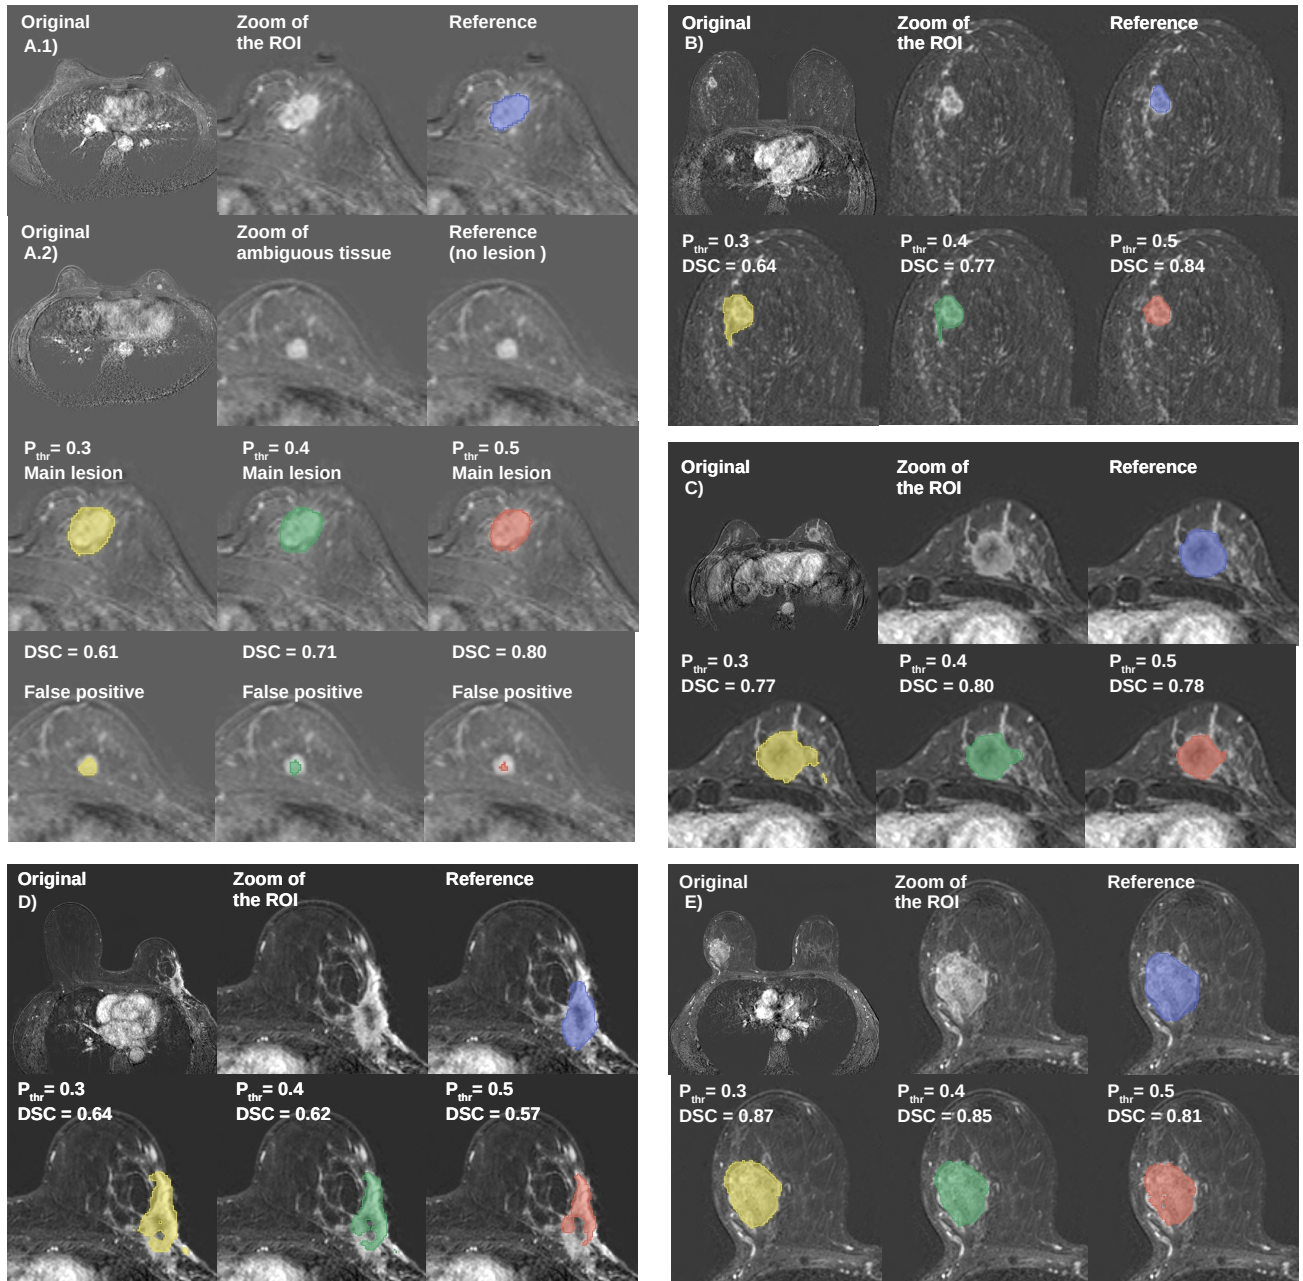 Original
A.1)
Zoom of
the ROI
Reference
Original
A.2)
Zoom of
ambiguous tissue
Reference
(no lesion )
Pthr= 0.3
Main lesion
Pthr= 0.4
Main lesion
Pthr= 0.5
Main lesion
DSC = 0.61
DSC = 0.71
DSC = 0.80
False positive
False positive
False positive
Original
B)
Zoom of
the ROI
Reference
Pthr= 0.3
DSC = 0.64
Pthr= 0.4
DSC = 0.77
Pthr= 0.5
DSC = 0.84
Original
C)
Zoom of
the ROI
Reference
Pthr= 0.3
DSC = 0.77
Pthr= 0.4
DSC = 0.80
Pthr= 0.5
DSC = 0.78
Original
D)
Zoom of
the ROI
Reference
Pthr= 0.3
DSC = 0.64
Pthr= 0.4
DSC = 0.62
Pthr= 0.5
DSC = 0.57
Original
E)
Zoom of
the ROI
Reference
Pthr= 0.3
DSC = 0.87
Pthr= 0.4
DSC = 0.85
Pthr= 0.5
DSC = 0.81